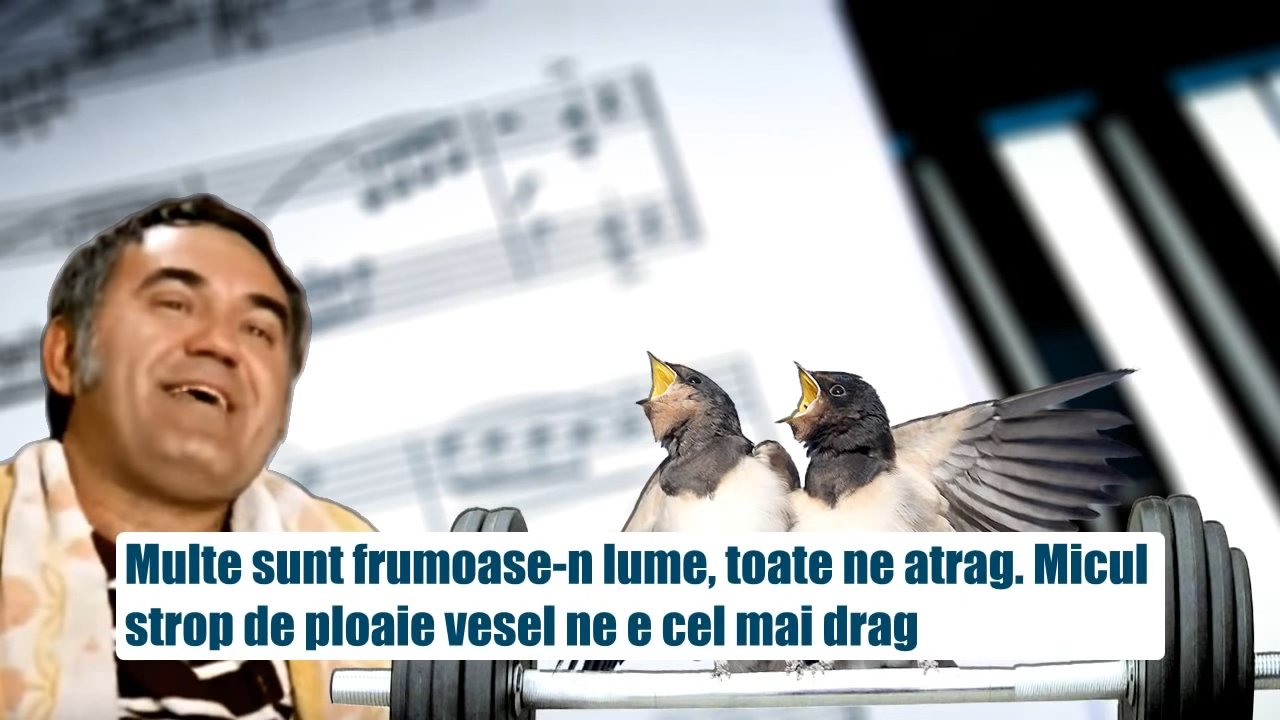 Multe sunt frumoase-n lume, toate ne atrag. Micul
strop de ploaie vesel ne e cel mai drag